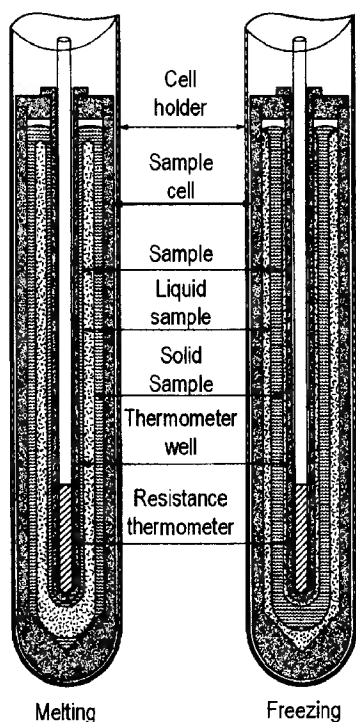 Cell
holder
Sample
cell
Sample
Liquid
sample
Solid
Sample
Thermometer
well
Resistance
thermometer
Melting
Freezing